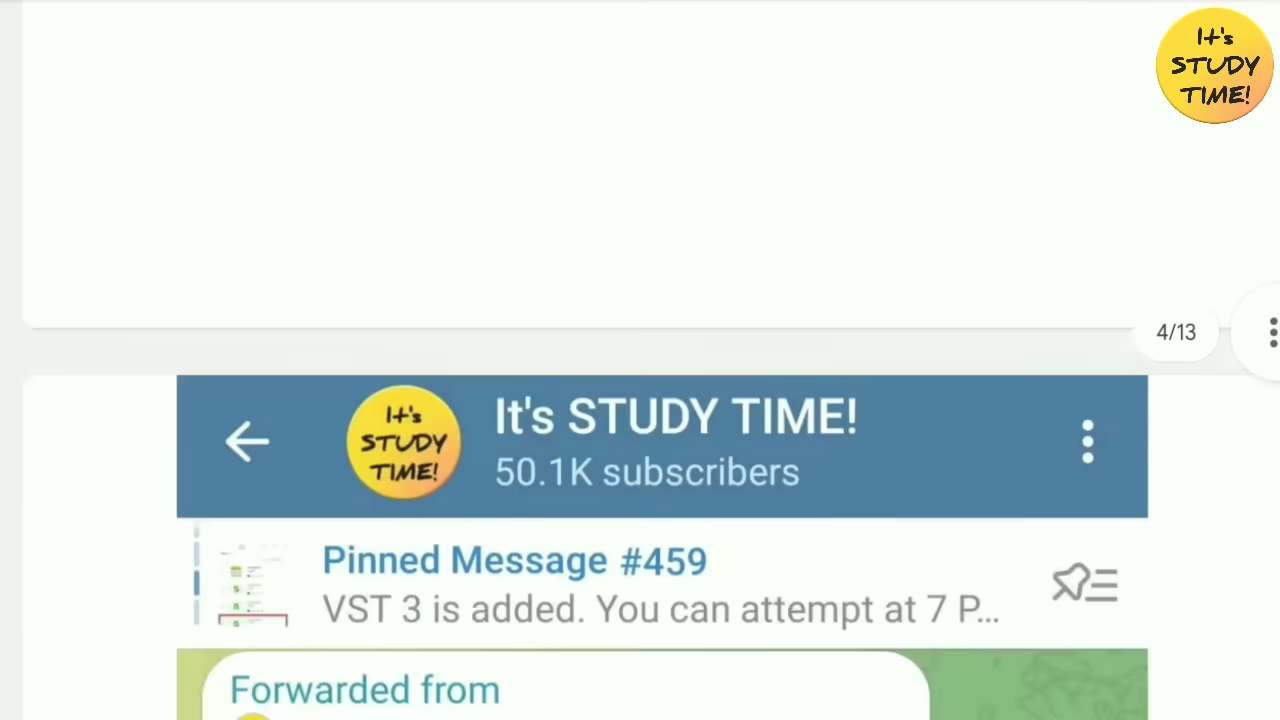 It's
STUDY
TIME!
4/13
It's
STUDY
TIME!
It's STUDY TIME!
50.1K subscribers
Pinned Message #459
VST 3 is added. You can attempt at 7 P...
Forwarded from